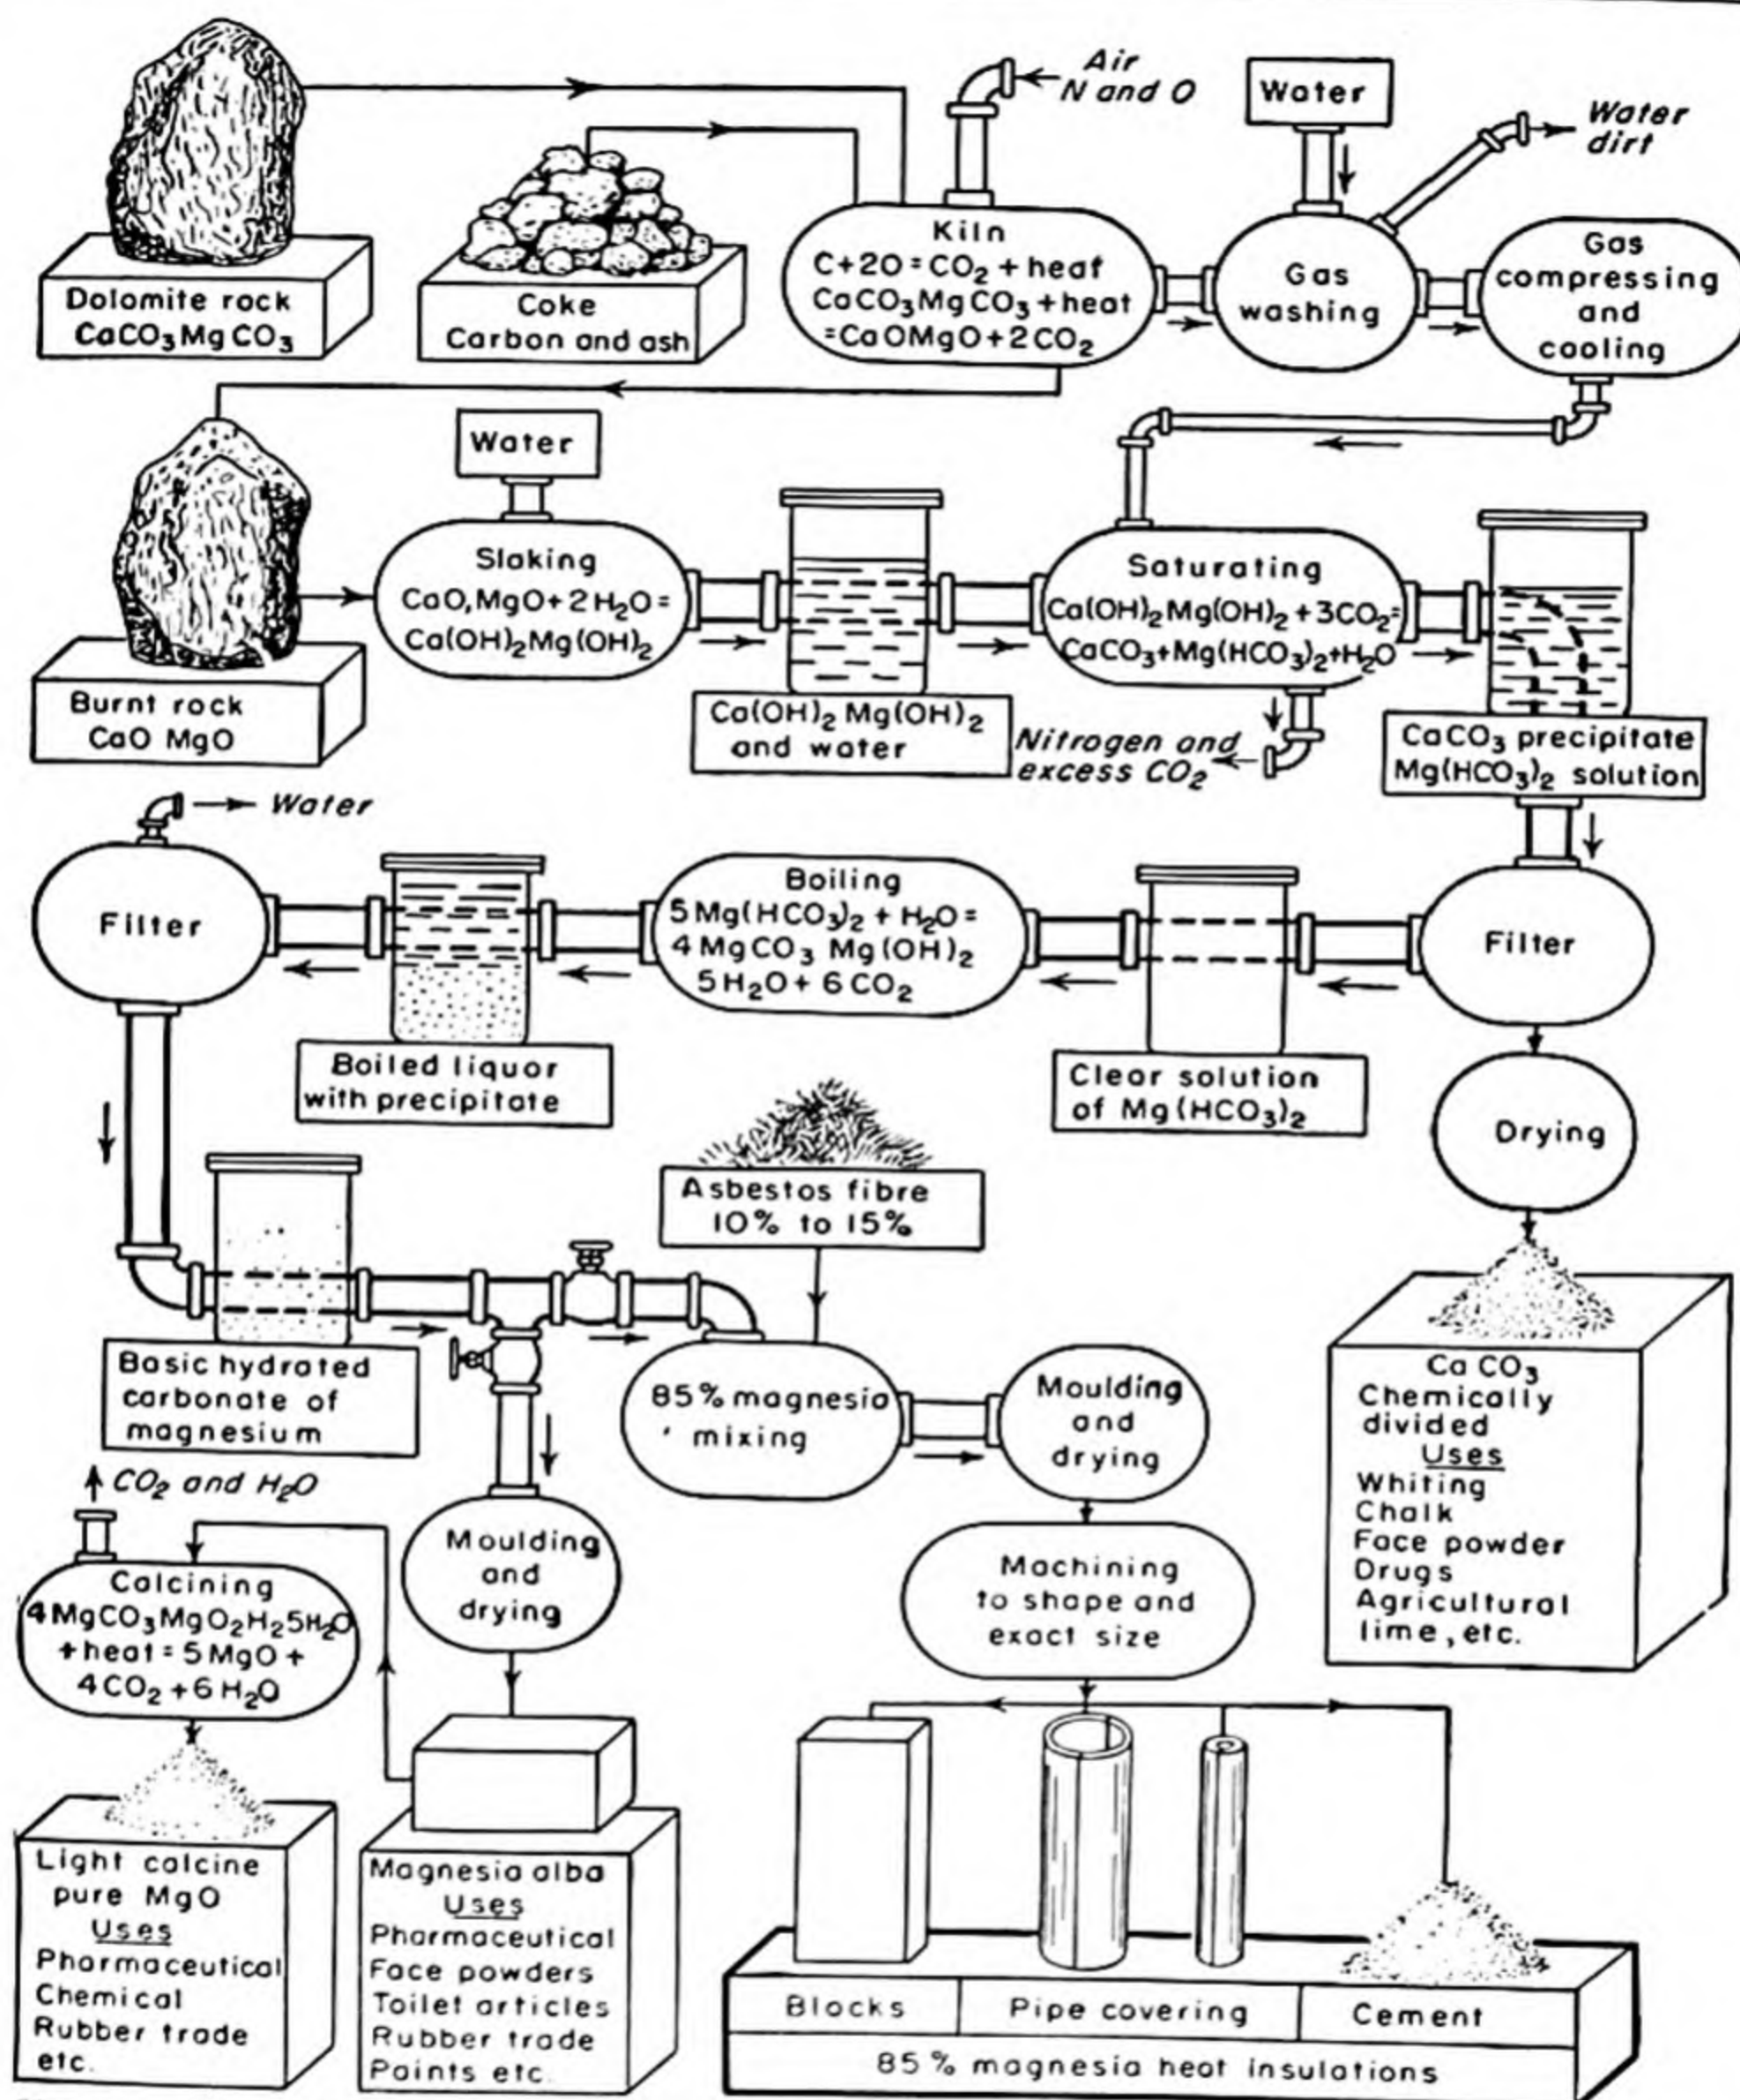 Air
N and O
Water
Water
dirt
Dolomite rock
CaCO₃MgCO₃
Coke
Carbon and ash
Kiln
C+2O=CO₂+heat
CaCO₃MgCO₃+heat
=CaOMgO+2CO₂
Gas
washing
Gas
compressing
and
cooling
Burnt rock
CaO MgO
Water
Slaking
CaO,MgO+2H₂O=
Ca(OH)₂Mg(OH)₂
Ca(OH)₂ Mg(OH)₂
and water
Saturating
Ca(OH)₂Mg(OH)₂+3CO₂=
CaCO₃+Mg(HCO₃)₂+H₂O
Nitrogen and
excess CO₂
CaCO₃ precipitate
Mg(HCO₃)₂ solution
Water
Filter
Boiled liquor
with precipitate
Boiling
5Mg(HCO₃)₂+H₂O=
4MgCO₃ Mg(OH)₂
5H₂O+6CO₂
Clear solution
of Mg(HCO₃)₂
Filter
Drying
Asbestos fibre
10% to 15%
Basic hydrated
carbonate of
magnesium
85% magnesia
mixing
Moulding
and
drying
CaCO₃
Chemically
divided
Uses
Whiting
Chalk
Face powder
Drugs
Agricultural
lime, etc.
CO₂ and H₂O
Calcining
4MgCO₃MgO₂H₂5H₂O
+heat=5MgO+
4CO₂+6H₂O
Moulding
and
drying
Machining
to shape and
exact size
Light calcine
pure MgO
Uses
Pharmaceutical
Chemical
Rubber trade
etc.
Magnesia alba
Uses
Pharmaceutical
Face powders
Toilet articles
Rubber trade
Paints etc.
Blocks
Pipe covering
Cement
85% magnesia heat insulations